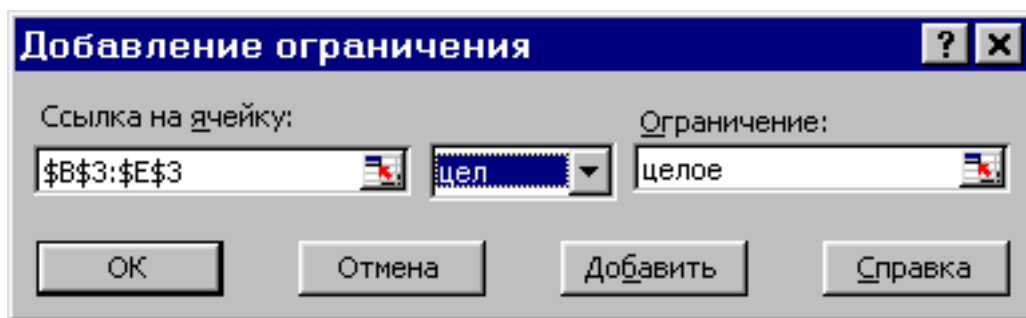 Добавление ограничения
Ссылка на ячейку: Ограничение:
$B$3:$E$3 цел целое
ОК Отмена Добавить Справка